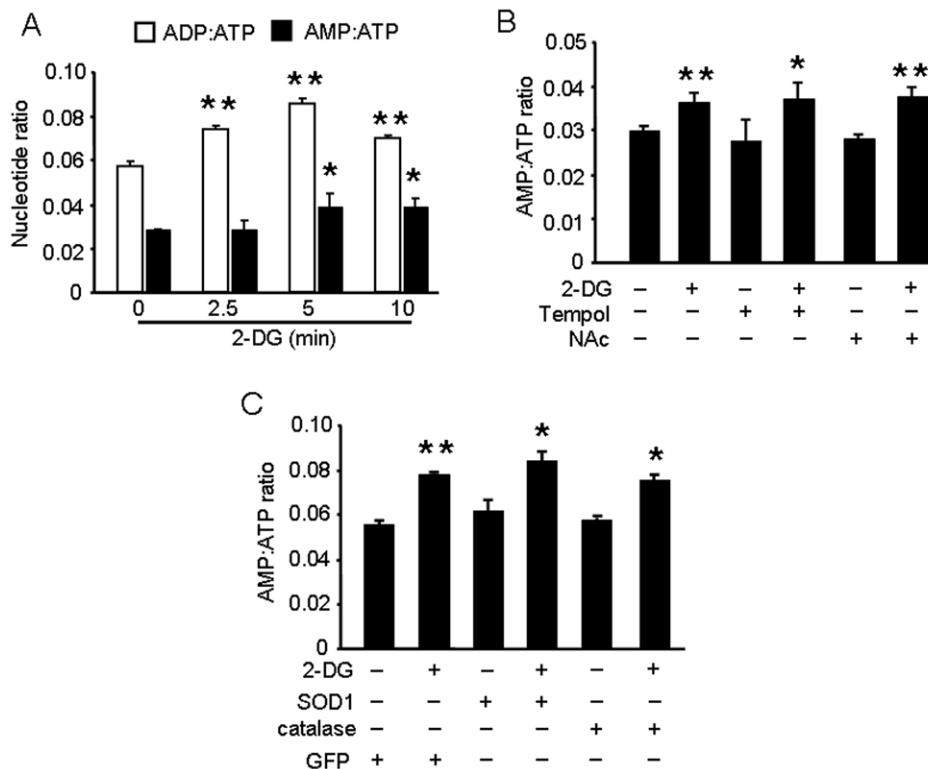 A
ADP:ATP AMP:ATP
Nucleotide ratio
0.10
0.08
0.06
0.04
0.02
0
** ** ** * *
0 2.5 5 10
2-DG (min)
B
AMP:ATP ratio
0.05
0.04
0.03
0.02
0.01
0
** * **
2-DG − + − + − +
Tempol − − + + − −
NAc − − − − + +
C
AMP:ATP ratio
0.10
0.08
0.06
0.04
0.02
0
** * *
2-DG − + − + − +
SOD1 − − + + − −
catalase − − − − + +
GFP + + − − − −